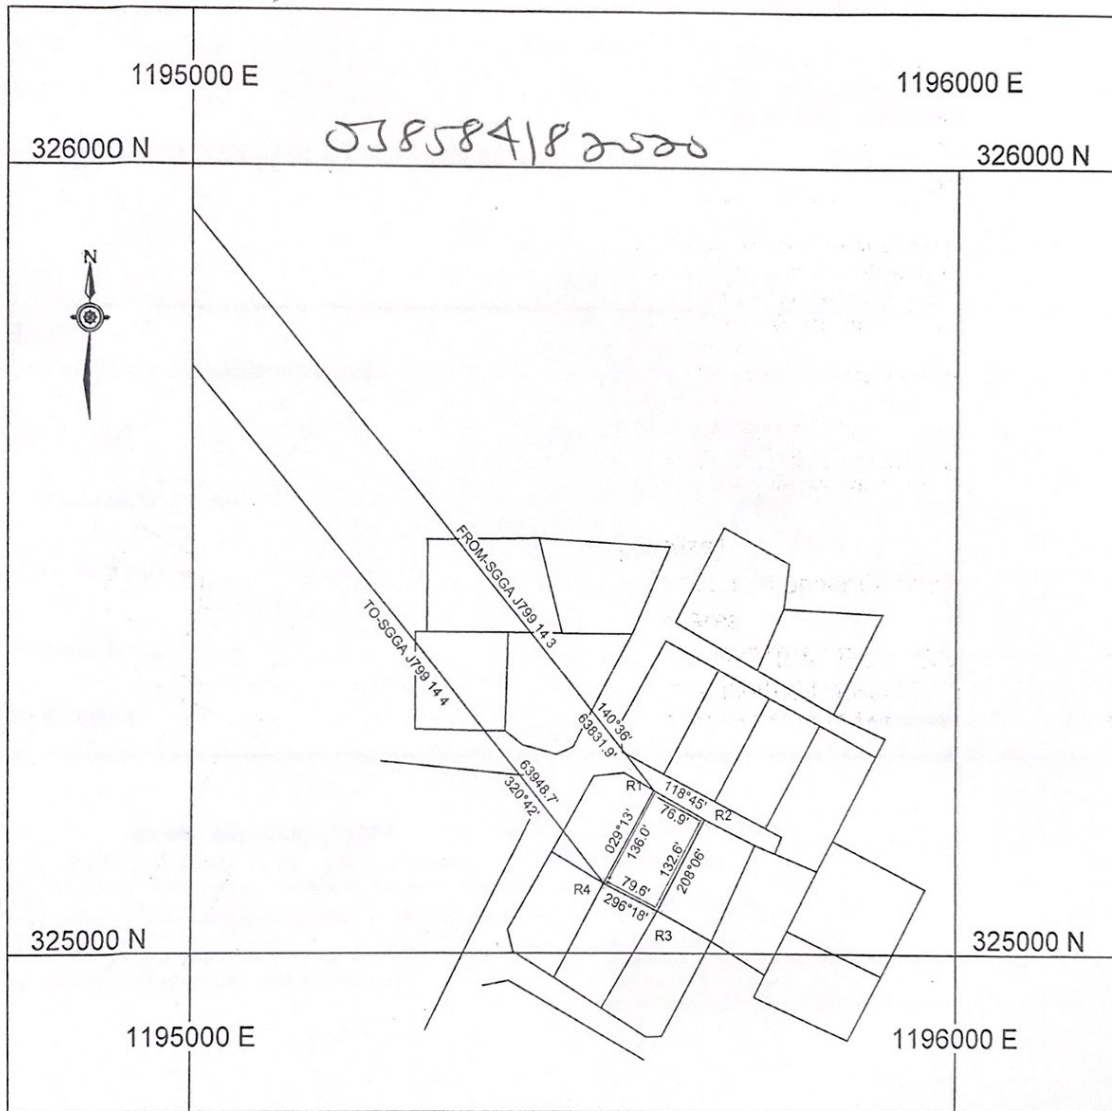 1195000 E
1196000 E
038584182020
326000 N
326000 N
N
FROM-SGGA J799 14 3
TO-SGGA J799 14 4
140°36'
63831.9'
63948.7'
320°42'
R1
118°45'
76.9'
R2
029°13'
136.0'
132.6'
208°06'
79.6'
R4
296°18'
R3
325000 N
325000 N
1195000 E
1196000 E